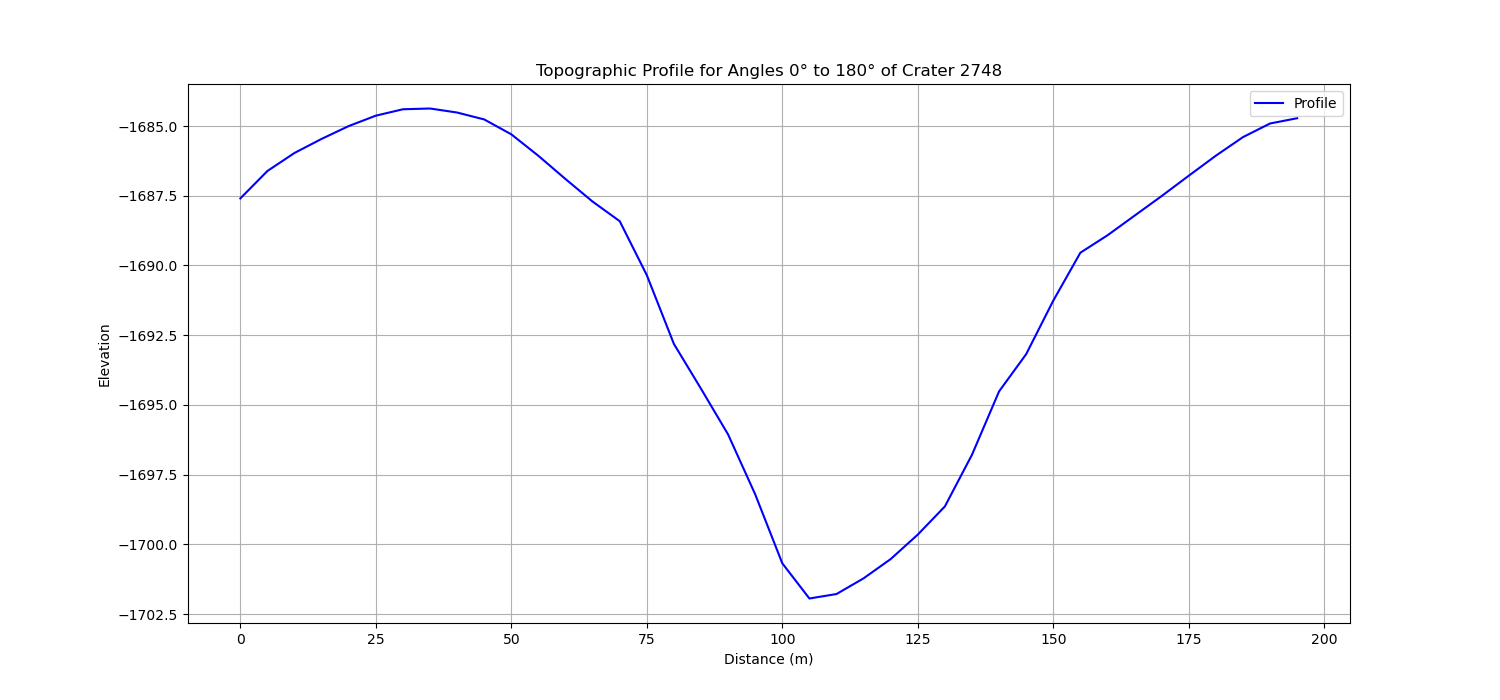 Topographic Profile for Angles 0° to 180° of Crater 2748
Profile
−1685.0
−1687.5
−1690.0
−1692.5
−1695.0
−1697.5
−1700.0
−1702.5
Elevation
0 25 50 75 100 125 150 175 200
Distance (m)